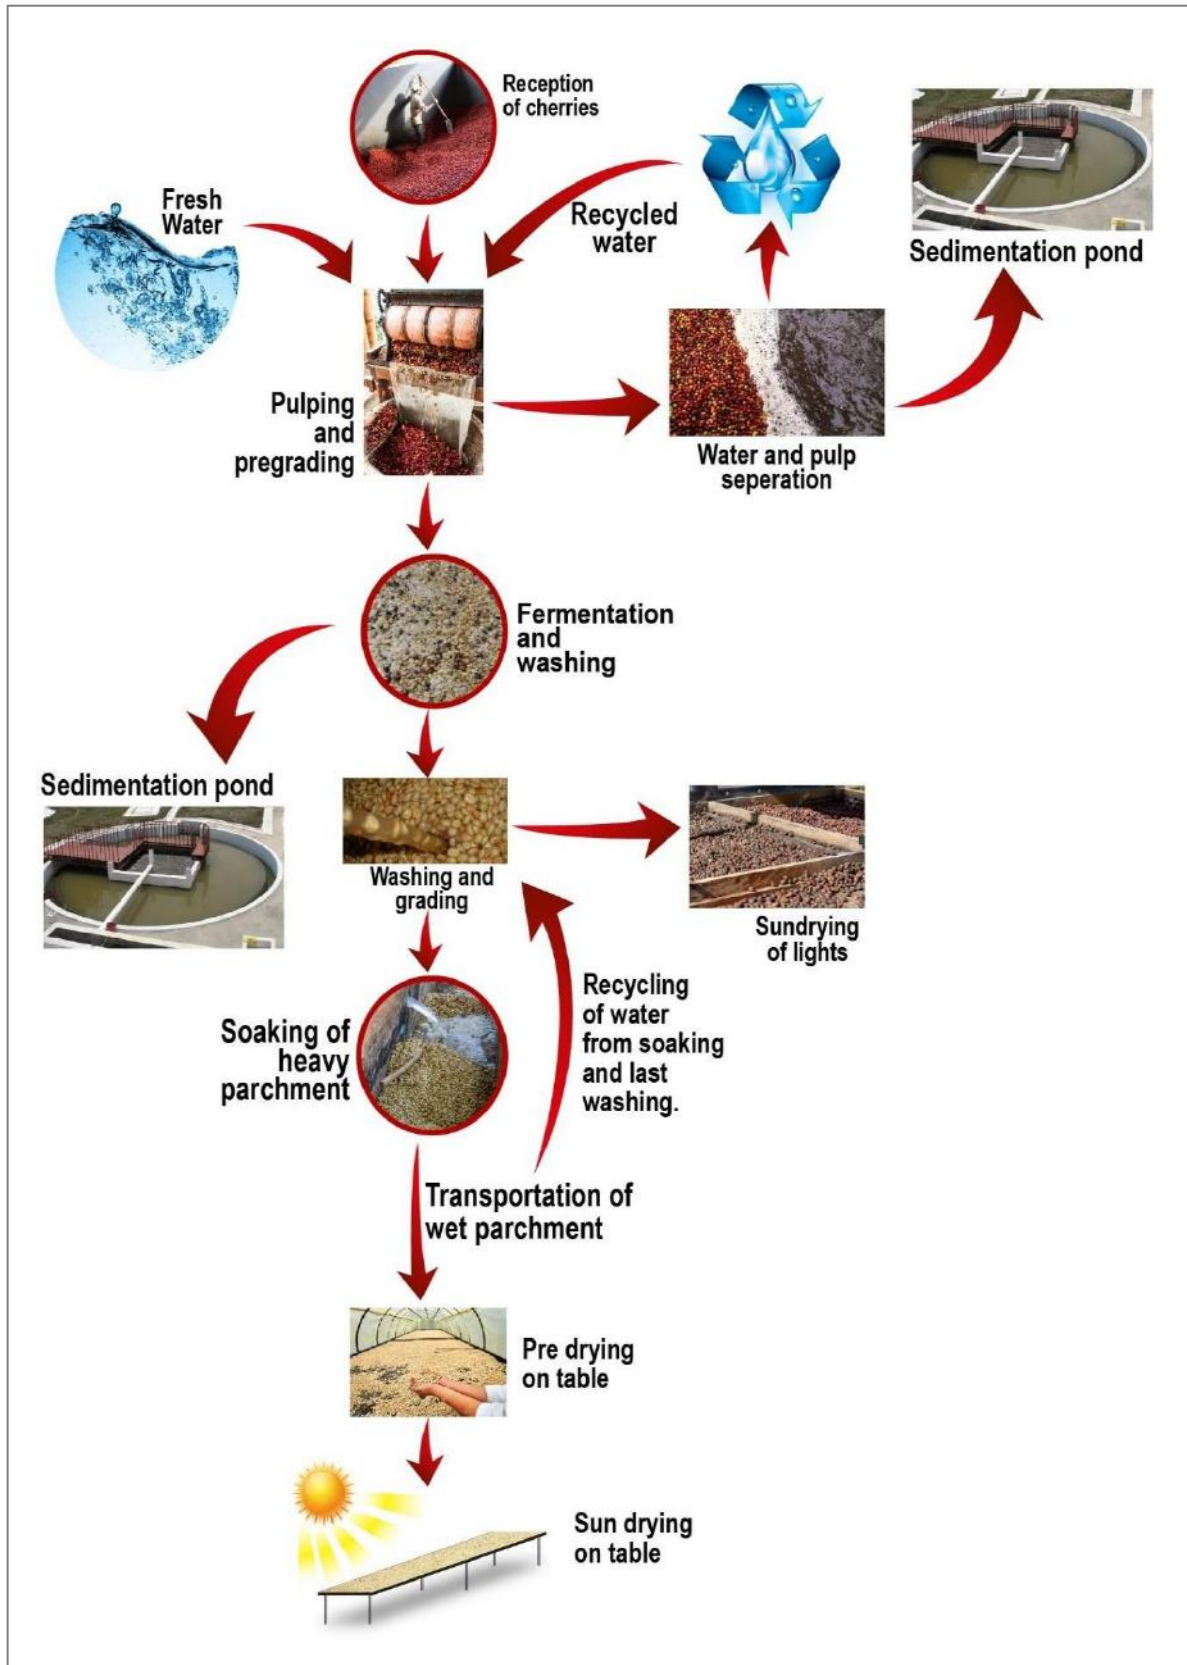 Reception
of cherries
Fresh
Water
Recycled
water
Sedimentation pond
Pulping
and
pregrading
Water and pulp
seperation
Fermentation
and
washing
Sedimentation pond
Washing and
grading
Sundrying
of lights
Soaking of
heavy
parchment
Recycling
of water
from soaking
and last
washing.
Transportation of
wet parchment
Pre drying
on table
Sun drying
on table